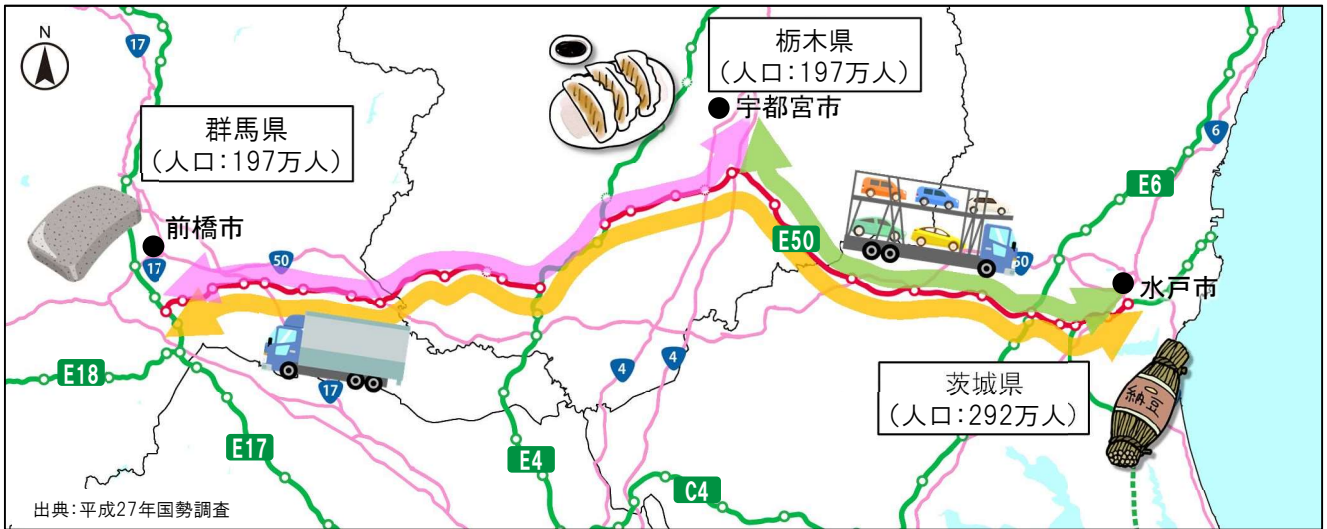 N
17
栃木県
(人口:197万人)
宇都宮市
6
群馬県
(人口:197万人)
E6
前橋市
17
50
E50
50
水戸市
4
4
E18
17
茨城県
(人口:292万人)
納豆
E17
E4
C4
出典:平成27年国勢調査